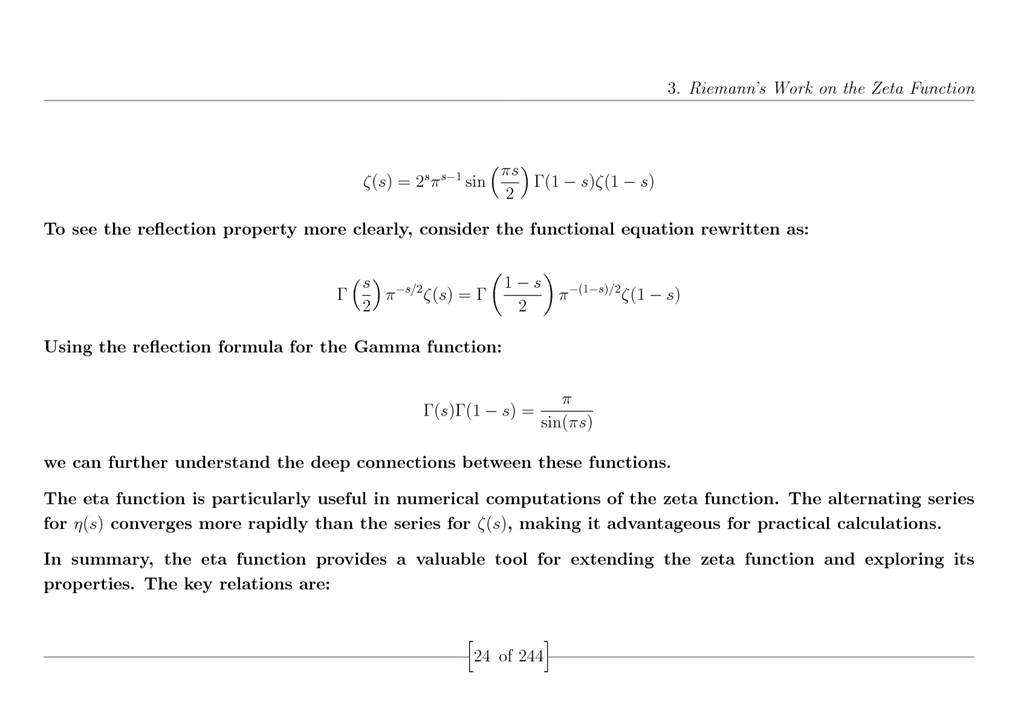 3. Riemann's Work on the Zeta Function
ζ(s) = 2^s π^{s−1} sin (πs/2) Γ(1 − s)ζ(1 − s)
To see the reflection property more clearly, consider the functional equation rewritten as:
Γ (s/2) π^{−s/2} ζ(s) = Γ ((1 − s)/2) π^{−(1−s)/2} ζ(1 − s)
Using the reflection formula for the Gamma function:
Γ(s)Γ(1 − s) = π/sin(πs)
we can further understand the deep connections between these functions.
The eta function is particularly useful in numerical computations of the zeta function. The alternating series
for η(s) converges more rapidly than the series for ζ(s), making it advantageous for practical calculations.
In summary, the eta function provides a valuable tool for extending the zeta function and exploring its
properties. The key relations are:
[24 of 244]